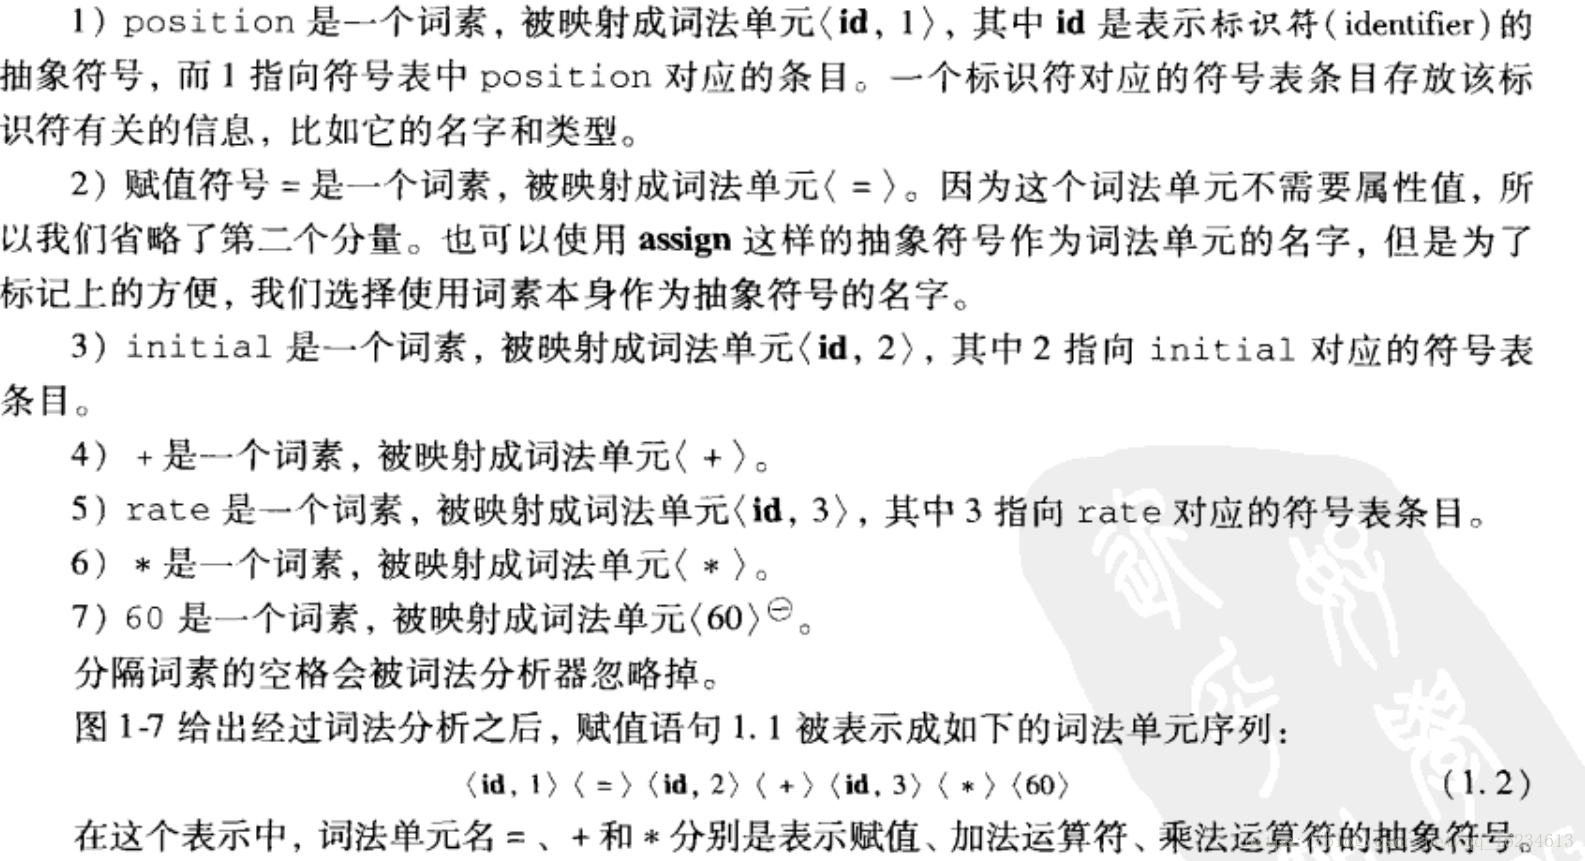 1) position 是一个词素，被映射成词法单元〈id，1〉，其中 id 是表示标识符(identifier)的
抽象符号，而 1 指向符号表中 position 对应的条目。一个标识符对应的符号表条目存放该标
识符有关的信息，比如它的名字和类型。
2) 赋值符号 = 是一个词素，被映射成词法单元〈 = 〉。因为这个词法单元不需要属性值，所
以我们省略了第二个分量。也可以使用 assign 这样的抽象符号作为词法单元的名字，但是为了
标记上的方便，我们选择使用词素本身作为抽象符号的名字。
3) initial 是一个词素，被映射成词法单元〈id，2〉，其中 2 指向 initial 对应的符号表
条目。
4) +是一个词素，被映射成词法单元〈 + 〉。
5) rate 是一个词素，被映射成词法单元〈id，3〉，其中 3 指向 rate 对应的符号表条目。
6) *是一个词素，被映射成词法单元〈 * 〉。
7) 60 是一个词素，被映射成词法单元〈60〉㊀。
分隔词素的空格会被词法分析器忽略掉。
图 1-7 给出经过词法分析之后，赋值语句 1.1 被表示成如下的词法单元序列：
〈id，1〉〈 = 〉〈id，2〉〈 + 〉〈id，3〉〈 * 〉〈60〉 (1.2)
在这个表示中，词法单元名 = 、+ 和 * 分别是表示赋值、加法运算符、乘法运算符的抽象符号。